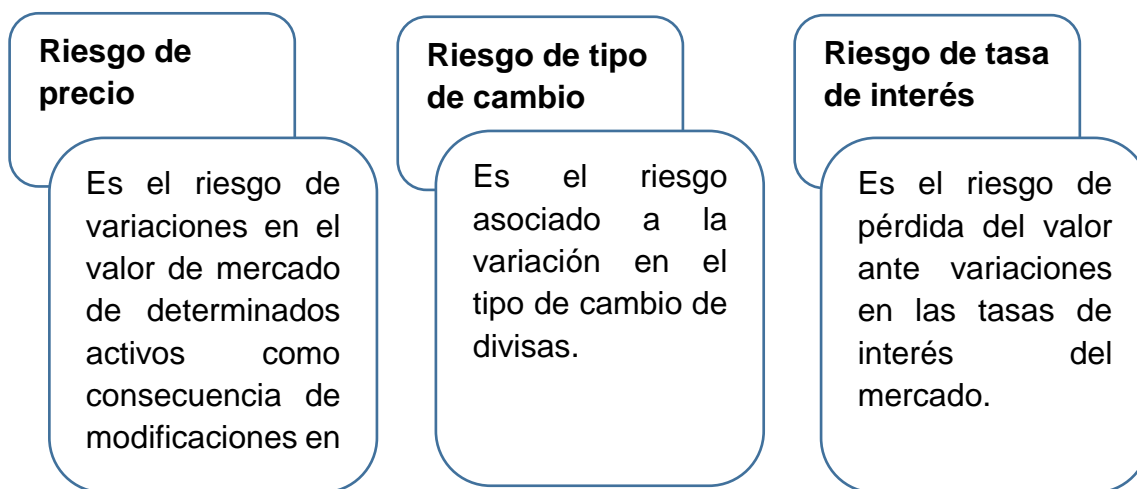 Riesgo de
precio
Es el riesgo de
variaciones en el
valor de mercado
de determinados
activos como
consecuencia de
modificaciones en
Riesgo de tipo
de cambio
Es el riesgo
asociado a la
variación en el
tipo de cambio de
divisas.
Riesgo de tasa
de interés
Es el riesgo de
pérdida del valor
ante variaciones
en las tasas de
interés del
mercado.